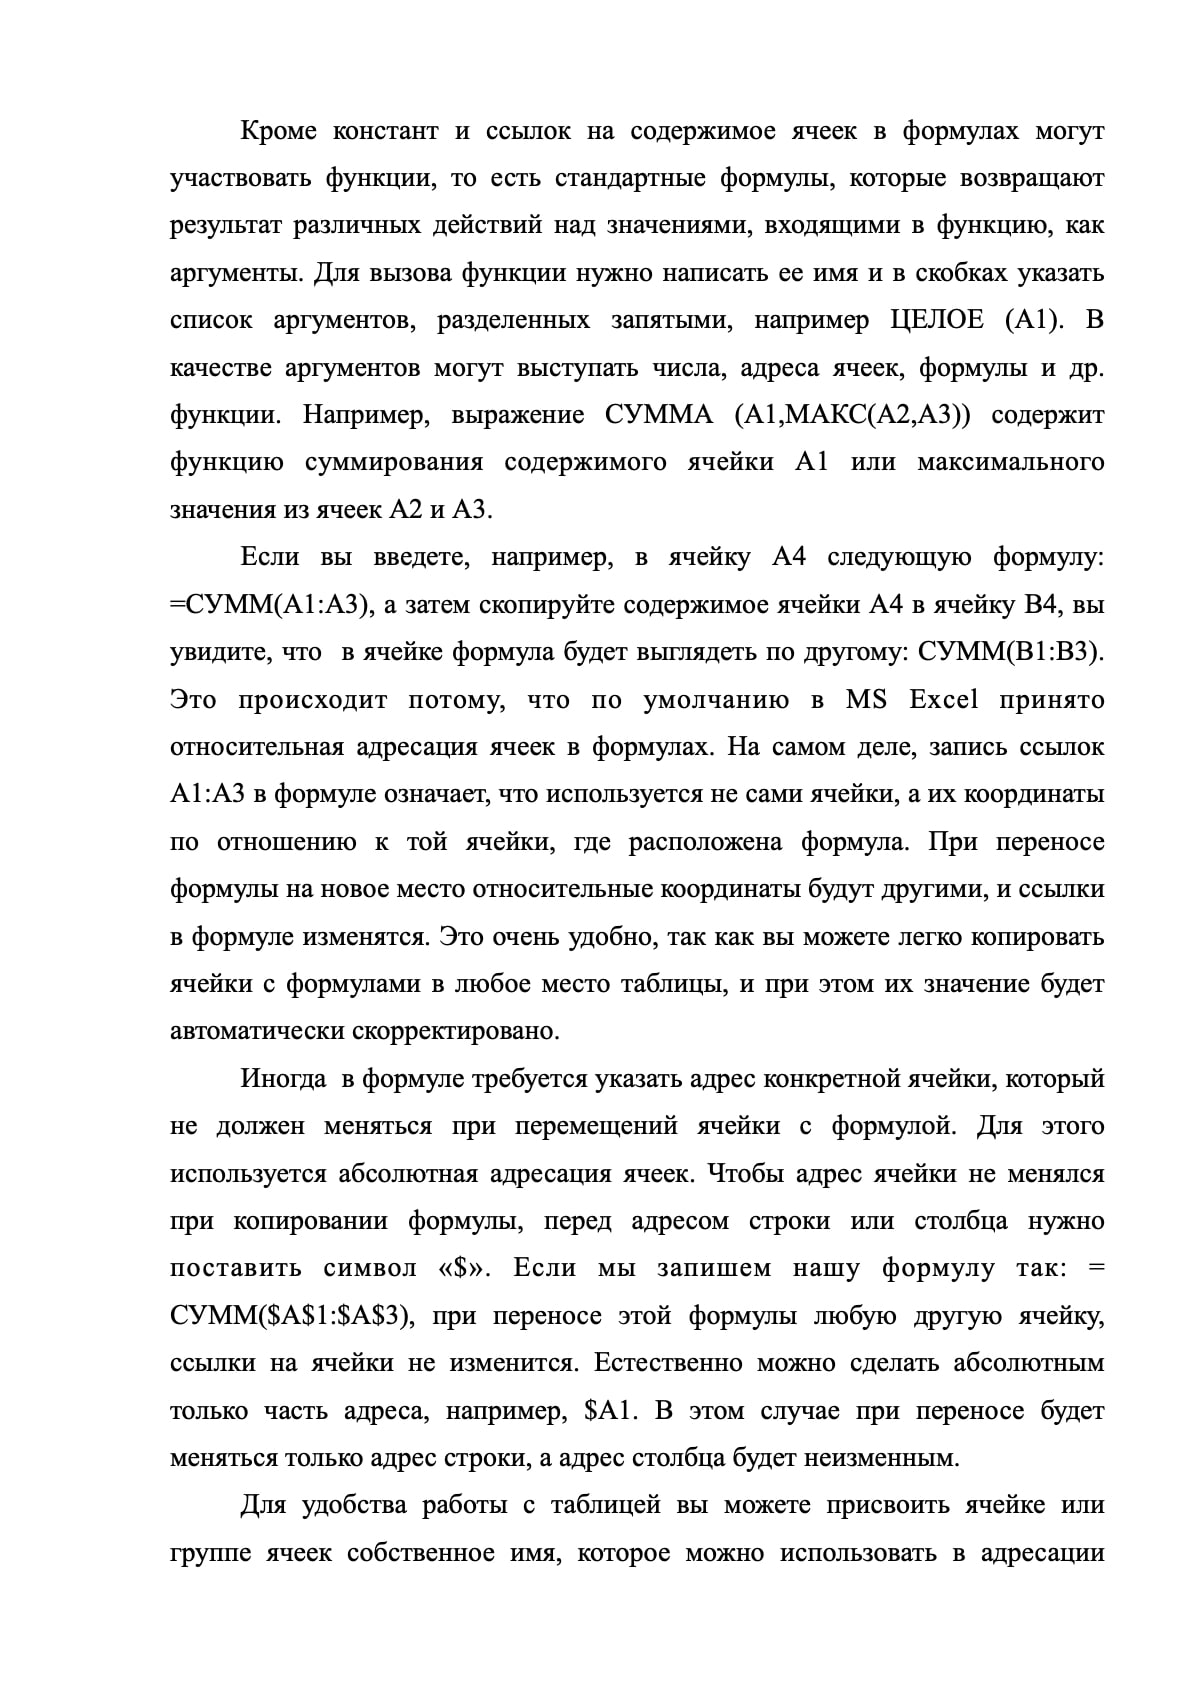 Кроме констант и ссылок на содержимое ячеек в формулах могут
участвовать функции, то есть стандартные формулы, которые возвращают
результат различных действий над значениями, входящими в функцию, как
аргументы. Для вызова функции нужно написать ее имя и в скобках указать
список аргументов, разделенных запятыми, например ЦЕЛОЕ (А1). В
качестве аргументов могут выступать числа, адреса ячеек, формулы и др.
функции. Например, выражение СУММА (А1,МАКС(А2,А3)) содержит
функцию суммирования содержимого ячейки А1 или максимального
значения из ячеек А2 и А3.
Если вы введете, например, в ячейку А4 следующую формулу:
=СУММ(А1:А3), а затем скопируйте содержимое ячейки А4 в ячейку В4, вы
увидите, что  в ячейке формула будет выглядеть по другому: СУММ(В1:В3).
Это происходит потому, что по умолчанию в MS Excel принято
относительная адресация ячеек в формулах. На самом деле, запись ссылок
А1:А3 в формуле означает, что используется не сами ячейки, а их координаты
по отношению к той ячейки, где расположена формула. При переносе
формулы на новое место относительные координаты будут другими, и ссылки
в формуле изменятся. Это очень удобно, так как вы можете легко копировать
ячейки с формулами в любое место таблицы, и при этом их значение будет
автоматически скорректировано.
Иногда  в формуле требуется указать адрес конкретной ячейки, который
не должен меняться при перемещений ячейки с формулой. Для этого
используется абсолютная адресация ячеек. Чтобы адрес ячейки не менялся
при копировании формулы, перед адресом строки или столбца нужно
поставить символ «$». Если мы запишем нашу формулу так: =
СУММ($А$1:$А$3), при переносе этой формулы любую другую ячейку,
ссылки на ячейки не изменится. Естественно можно сделать абсолютным
только часть адреса, например, $А1. В этом случае при переносе будет
меняться только адрес строки, а адрес столбца будет неизменным.
Для удобства работы с таблицей вы можете присвоить ячейке или
группе ячеек собственное имя, которое можно использовать в адресации